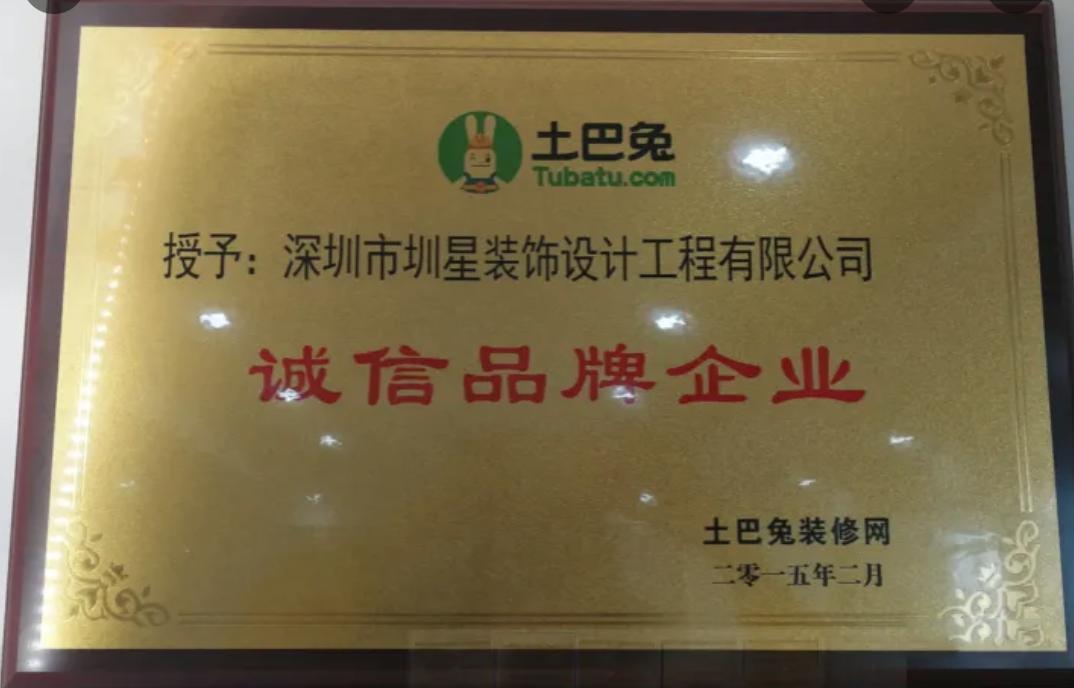 土巴兔
Tubatu.com
授予：深圳市圳星装饰设计工程有限公司
诚信品牌企业
土巴兔装修网
二零一五年二月